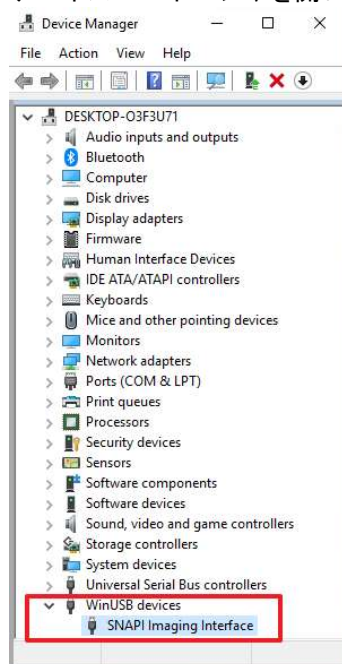 Device Manager
File Action View Help
DESKTOP-O3F3U71
Audio inputs and outputs
Bluetooth
Computer
Disk drives
Display adapters
Firmware
Human Interface Devices
IDE ATA/ATAPI controllers
Keyboards
Mice and other pointing devices
Monitors
Network adapters
Ports (COM & LPT)
Print queues
Processors
Security devices
Sensors
Software components
Software devices
Sound, video and game controllers
Storage controllers
System devices
Universal Serial Bus controllers
WinUSB devices
SNAPI Imaging Interface